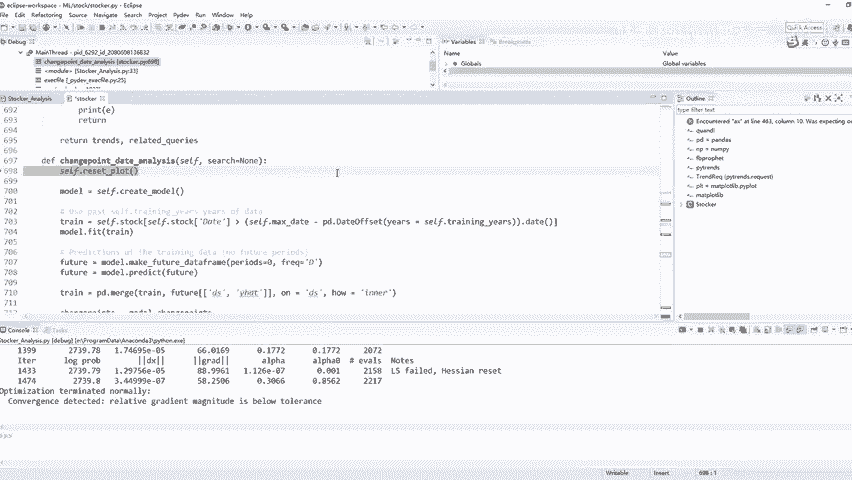 eclipse-workspace - ML/stock/stocker.py - Eclipse
File Edit Refactoring Source Navigate Search Project Pydev Run Window Help
Quick Access
Debug
MainThread - pid_6292_id_2080608136632
changepoint_date_analysis [stocker.py:698]
<module> [Stocker_Analysis.py:33]
execfile [_pydev_execfile.py:25]
Variables
Breakpoints
Name
Value
Globals
Global variables
Stocker_Analysis
*stocker
692 print(e)
693 return
694
695 return trends, related_queries
696
697 def changepoint_date_analysis(self, search=None):
698 self.reset_plot()
699
700 model = self.create_model()
701
702 # Use past self.training_years years of data
703 train = self.stock[self.stock['Date'] > (self.max_date - pd.DateOffset(years = self.training_years)).date()]
704 model.fit(train)
705
706 # Predictions of the training data (no future periods)
707 future = model.make_future_dataframe(periods=0, freq='D')
708 future = model.predict(future)
709
710 train = pd.merge(train, future[['ds', 'yhat']], on = 'ds', how = 'inner')
711
Outline
type filter text
Encountered "as" at line 463, column 10. Was expecting o
quandl
pd = pandas
np = numpy
fbprophet
pytrends
TrendReq (pytrends.request)
plt = matplotlib.pyplot
matplotlib
Stocker
Console
Tasks
Stocker_Analysis.py [debug] [e:\ProgramData\Anaconda3\python.exe]
1399 2739.78 1.74695e-05 66.0169 0.1772 0.1772 2072
Iter log prob ||dx|| ||grad|| alpha alpha0 # evals Notes
1433 2739.79 1.29756e-05 88.9961 1.126e-07 0.001 2158 LS failed, Hessian reset
1474 2739.8 3.44999e-07 58.2506 0.3066 0.8562 2217
Optimization terminated normally:
Convergence detected: relative gradient magnitude is below tolerance
Writable
Insert
698 : 1